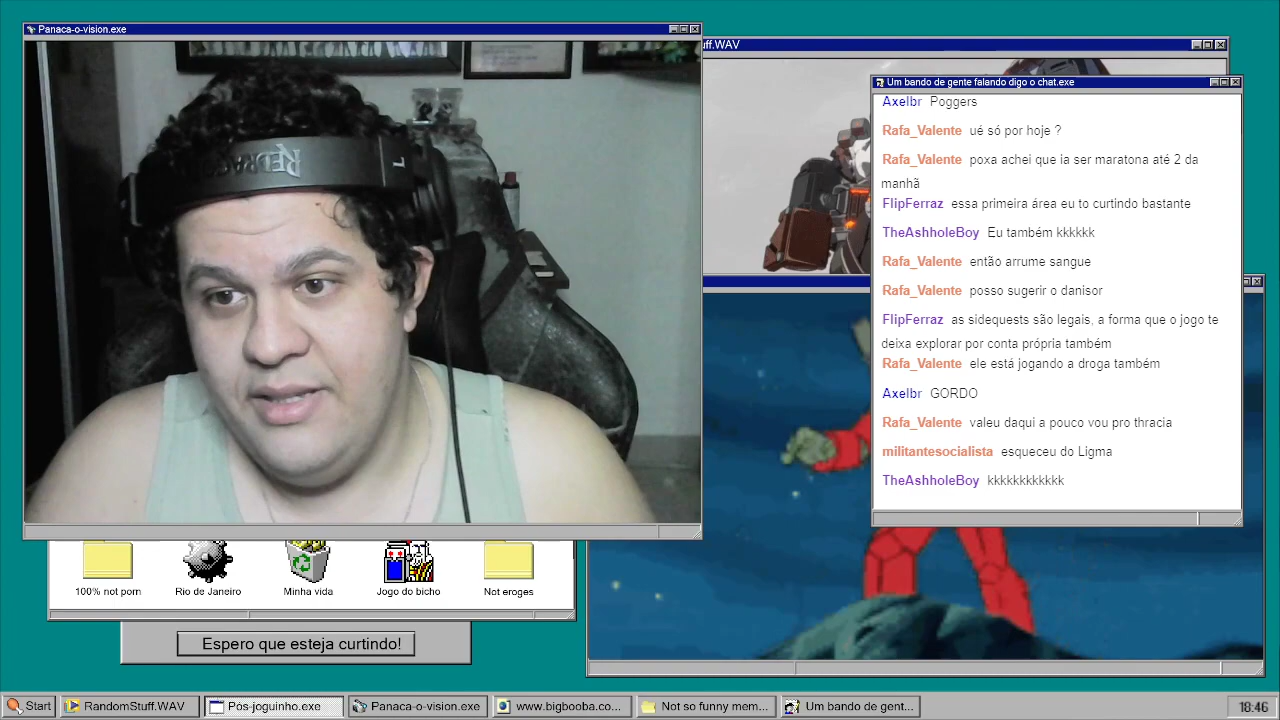 Panaca-o-vision.exe
uff.WAV
Um bando de gente falando digo o chat.exe
Axelbr Poggers
Rafa_Valente ué só por hoje ?
Rafa_Valente poxa achei que ia ser maratona até 2 da
manhã
FlipFerraz essa primeira área eu to curtindo bastante
TheAshholeBoy Eu também kkkkkk
Rafa_Valente então arrume sangue
Rafa_Valente posso sugerir o danisor
FlipFerraz as sidequests são legais, a forma que o jogo te
deixa explorar por conta própria também
Rafa_Valente ele está jogando a droga também
Axelbr GORDO
Rafa_Valente valeu daqui a pouco vou pro thracia
militantesocialista esqueceu do Ligma
TheAshholeBoy kkkkkkkkkkkk
100% not porn
Rio de Janeiro
Minha vida
Jogo do bicho
Not eroges
Espero que esteja curtindo!
Start
randomStuff.WAV
Pós-joguinho.exe
Panaca-o-vision.exe
www.bigbooba.co...
Not so funny mem...
Um bando de gent...
18:46